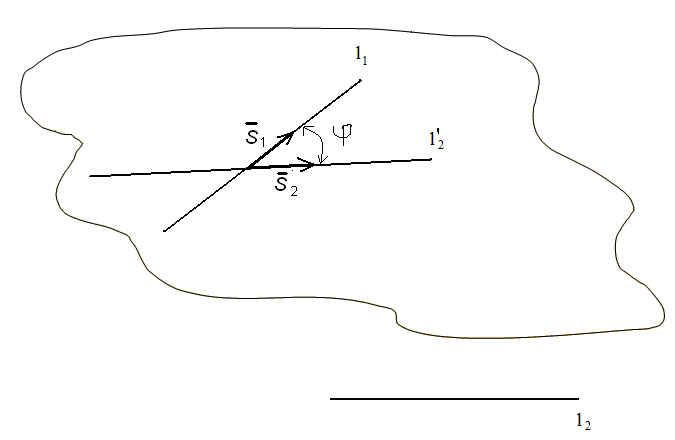 l₁
s̅₁ φ
l'₂
s̅₂
l₂